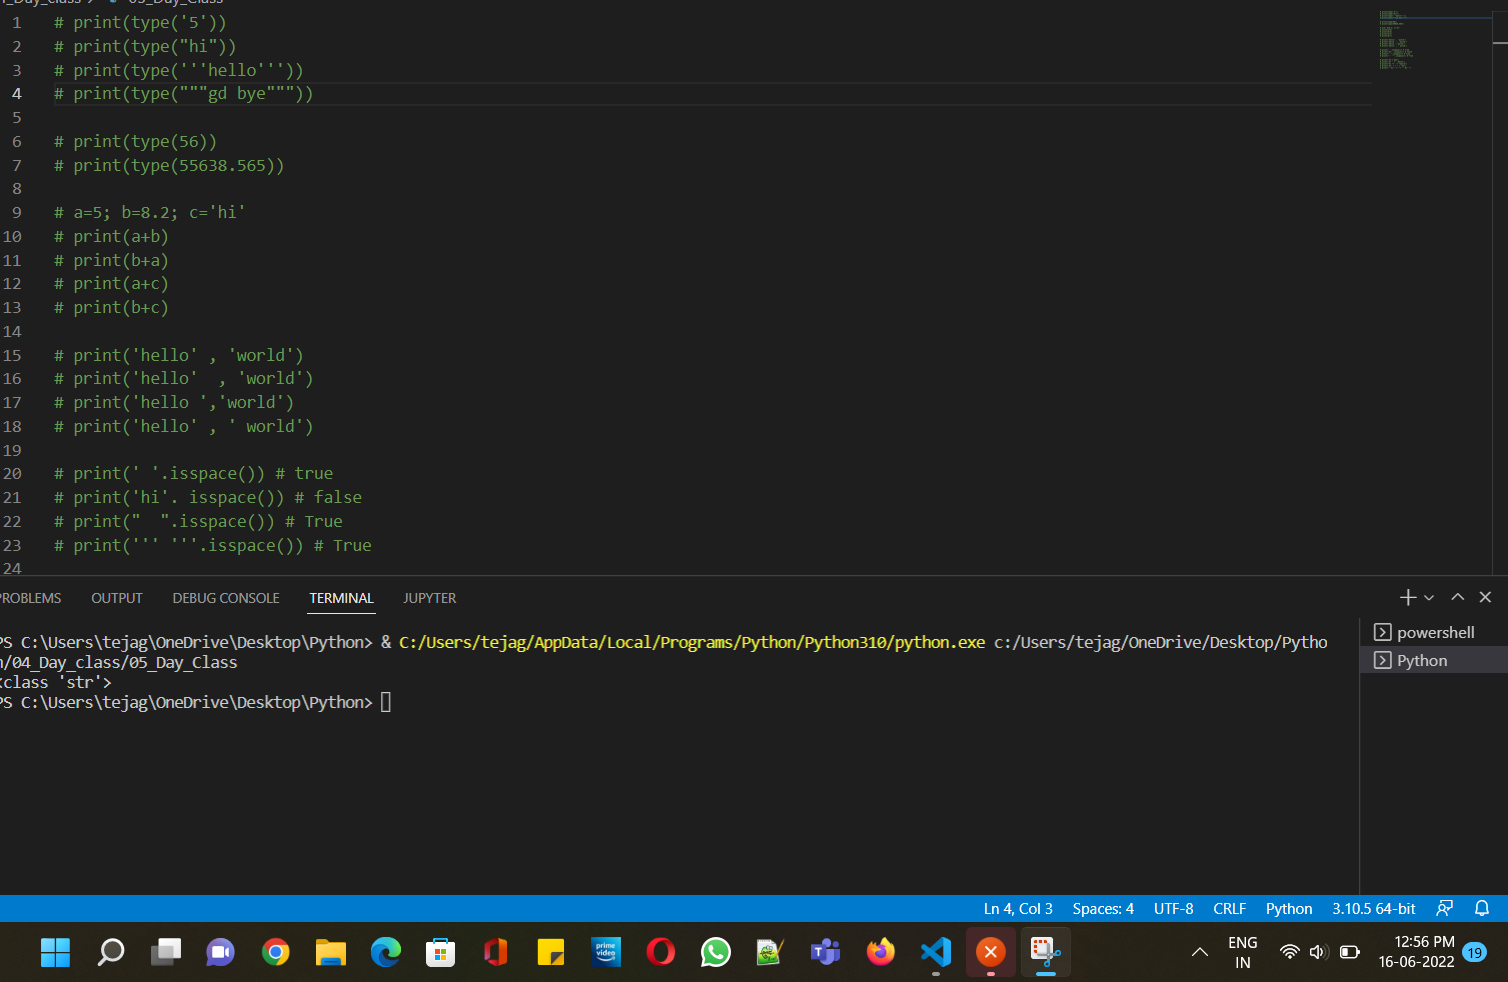 05_Day_Class
1 # print(type('5'))
2 # print(type("hi"))
3 # print(type('''hello'''))
4 # print(type("""gd bye"""))
5
6 # print(type(56))
7 # print(type(55638.565))
8
9 # a=5; b=8.2; c='hi'
10 # print(a+b)
11 # print(b+a)
12 # print(a+c)
13 # print(b+c)
14
15 # print('hello' , 'world')
16 # print('hello'  , 'world')
17 # print('hello ','world')
18 # print('hello' , ' world')
19
20 # print(' '.isspace()) # true
21 # print('hi'. isspace()) # false
22 # print("  ".isspace()) # True
23 # print(''' '''.isspace()) # True
24
PROBLEMS OUTPUT DEBUG CONSOLE TERMINAL JUPYTER
PS C:\Users\tejag\OneDrive\Desktop\Python> & C:/Users/tejag/AppData/Local/Programs/Python/Python310/python.exe c:/Users/tejag/OneDrive/Desktop/Pytho
n/04_Day_class/05_Day_Class
<class 'str'>
PS C:\Users\tejag\OneDrive\Desktop\Python>
powershell
Python
Ln 4, Col 3 Spaces: 4 UTF-8 CRLF Python 3.10.5 64-bit
prime video
T
ENG
IN
12:56 PM
16-06-2022
19